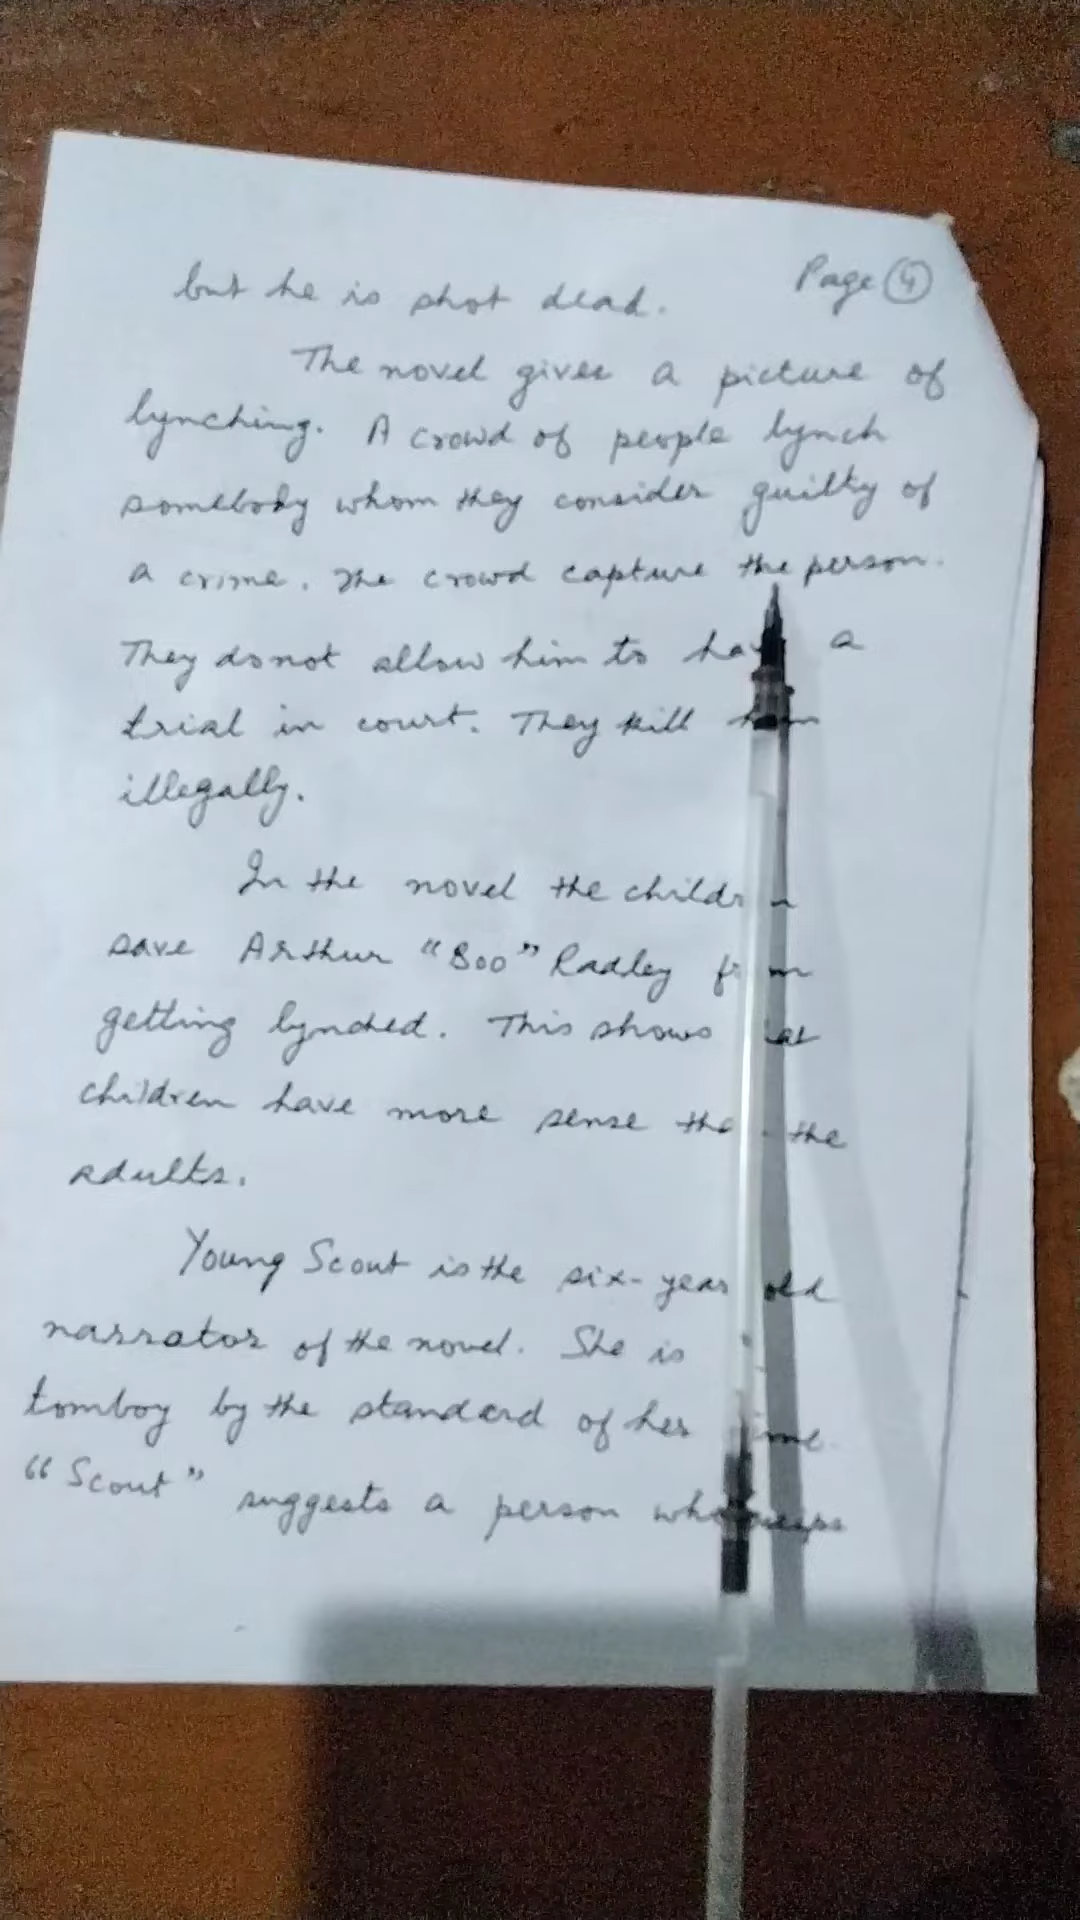 Page 4
but he is shot dead.
The novel gives a picture of
lynching. A crowd of people lynch
somebody whom they consider guilty of
a crime. The crowd capture the person.
They do not allow him to a
trial in court. They kill
illegally.
In the novel the
save Arthur "Boo" Radley
getting lynched. This shows
children have more sense the
adults.
Young Scout is the six-year old
narrator of the novel. She is
tomboy by the standard of her
"Scout" suggests a person who